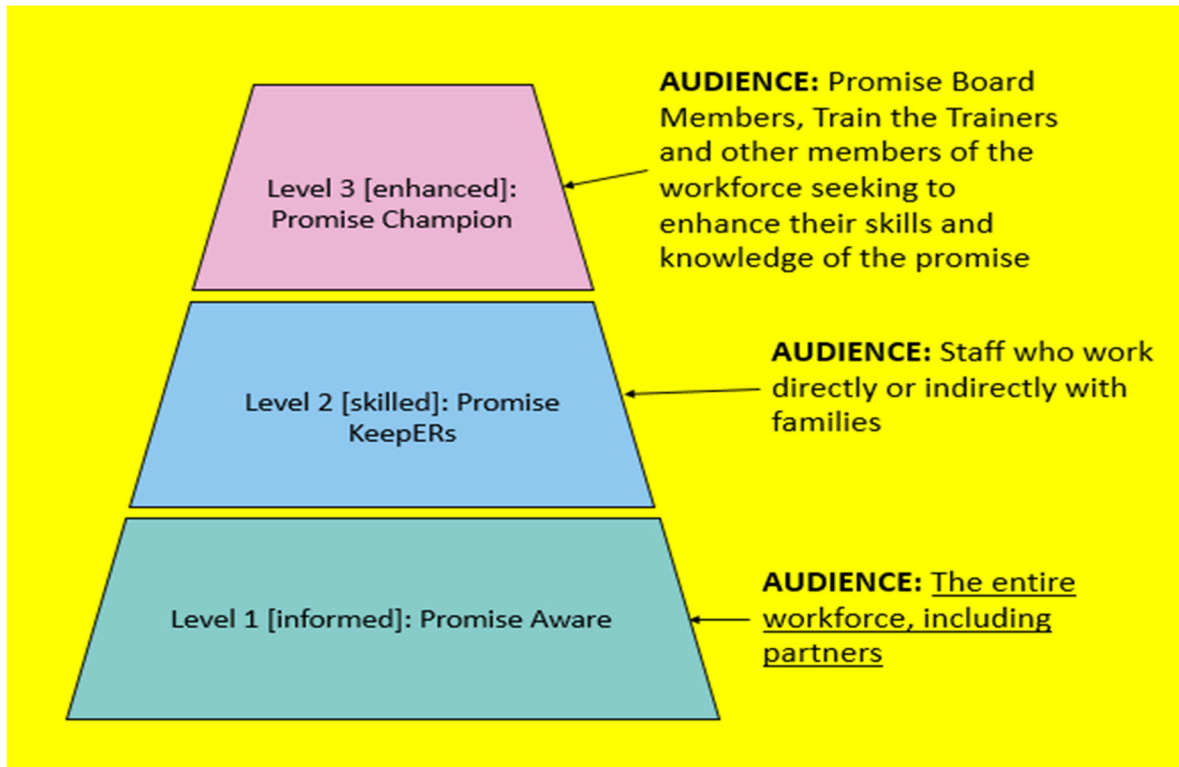 AUDIENCE: Promise Board
Members, Train the Trainers
and other members of the
workforce seeking to
enhance their skills and
knowledge of the promise
Level 3 [enhanced]:
Promise Champion
AUDIENCE: Staff who work
directly or indirectly with
families
Level 2 [skilled]: Promise
KeepERs
AUDIENCE: The entire
workforce, including
partners
Level 1 [informed]: Promise Aware